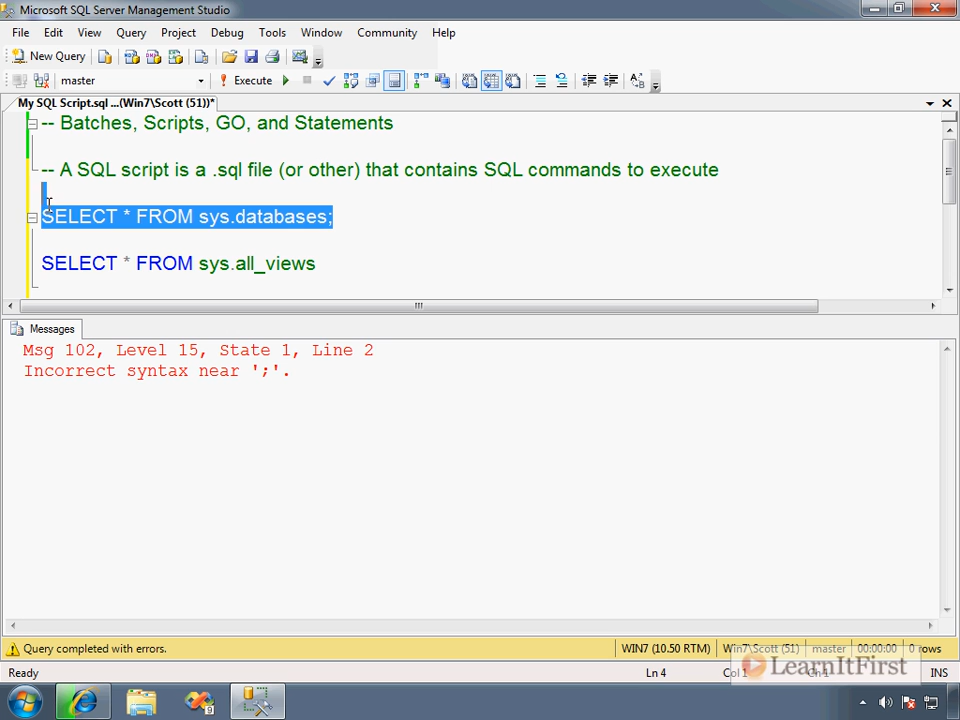 Microsoft SQL Server Management Studio
File Edit View Query Project Debug Tools Window Community Help
New Query
master Execute
My SQL Script.sql ...(Win7\Scott (51))*
-- Batches, Scripts, GO, and Statements
-- A SQL script is a .sql file (or other) that contains SQL commands to execute
SELECT * FROM sys.databases;
SELECT * FROM sys.all_views
Messages
Msg 102, Level 15, State 1, Line 2
Incorrect syntax near ';'.
Query completed with errors. WIN7 (10.50 RTM) Win7\Scott (51) master 00:00:00 0 rows
Ready Ln 4 Col 1 Ch 1 INS
LearnItFirst